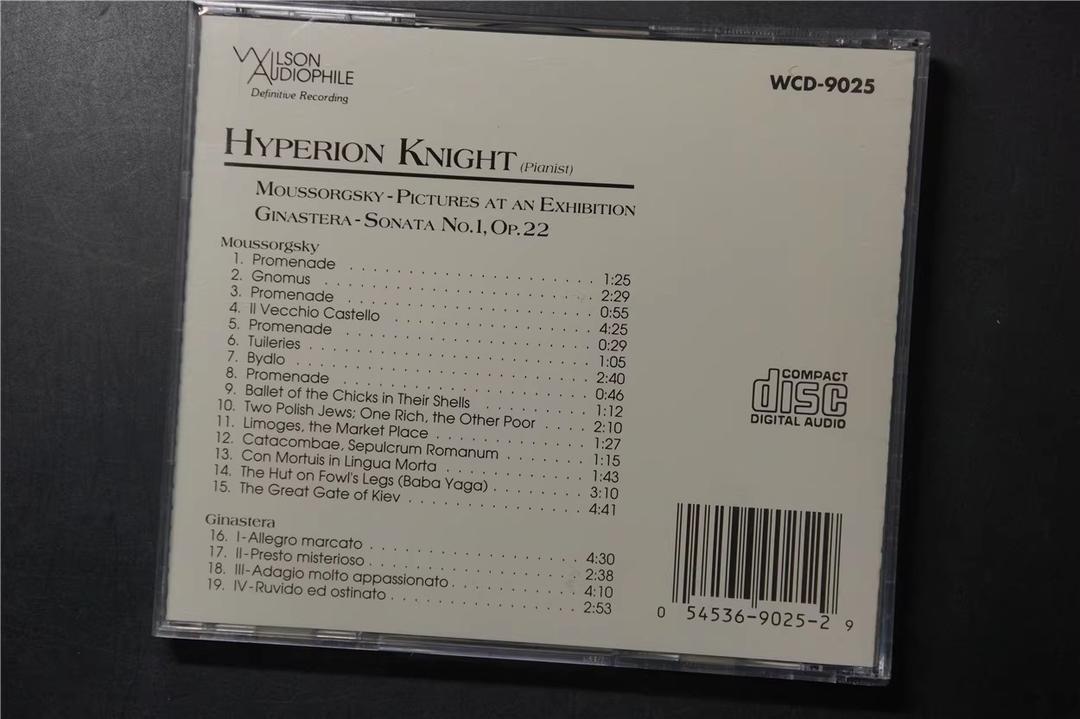 WILSON
AUDIOPHILE
Definitive Recording
WCD-9025
HYPERION KNIGHT (Pianist)
MOUSSORGSKY-PICTURES AT AN EXHIBITION
GINASTERA-SONATA NO.1, OP.22
Moussorgsky
1. Promenade . . . . . . . . . . . . . . . . . . . 1:25
2. Gnomus . . . . . . . . . . . . . . . . . . . 2:29
3. Promenade . . . . . . . . . . . . . . . . . . . 0:55
4. Il Vecchio Castello . . . . . . . . . . . . . . . 4:25
5. Promenade . . . . . . . . . . . . . . . . . . . 0:29
6. Tuileries . . . . . . . . . . . . . . . . . . . 1:05
7. Bydlo . . . . . . . . . . . . . . . . . . . 2:40
8. Promenade . . . . . . . . . . . . . . . . . . . 0:46
9. Ballet of the Chicks in Their Shells . . . . . . . . 1:12
10. Two Polish Jews; One Rich, the Other Poor . . . . 2:10
11. Limoges, the Market Place . . . . . . . . . . . 1:27
12. Catacombae, Sepulcrum Romanum . . . . . . . 1:15
13. Con Mortuis in Lingua Morta . . . . . . . . . . 1:43
14. The Hut on Fowl's Legs (Baba Yaga) . . . . . . . 3:10
15. The Great Gate of Kiev . . . . . . . . . . . . . 4:41
Ginastera
16. I-Allegro marcato . . . . . . . . . . . . . . . 4:30
17. II-Presto misterioso . . . . . . . . . . . . . . . 2:38
18. III-Adagio molto appassionato . . . . . . . . . . 4:10
19. IV-Ruvido ed ostinato . . . . . . . . . . . . . . 2:53
COMPACT
disc
DIGITAL AUDIO
0 54536-9025-2 9